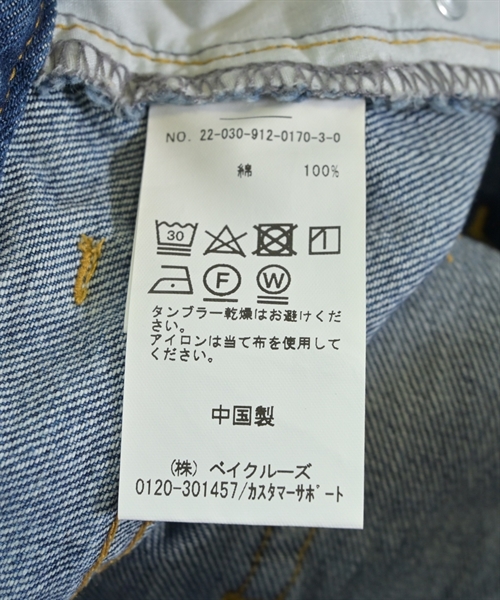 NO. 22-030-912-0170-3-0
綿 100%
30
F W
タンブラー乾燥はお避けくだ
さい。
アイロンは当て布を使用して
ください。
中国製
(株) ベイクルーズ
0120-301457/カスタマーサポート